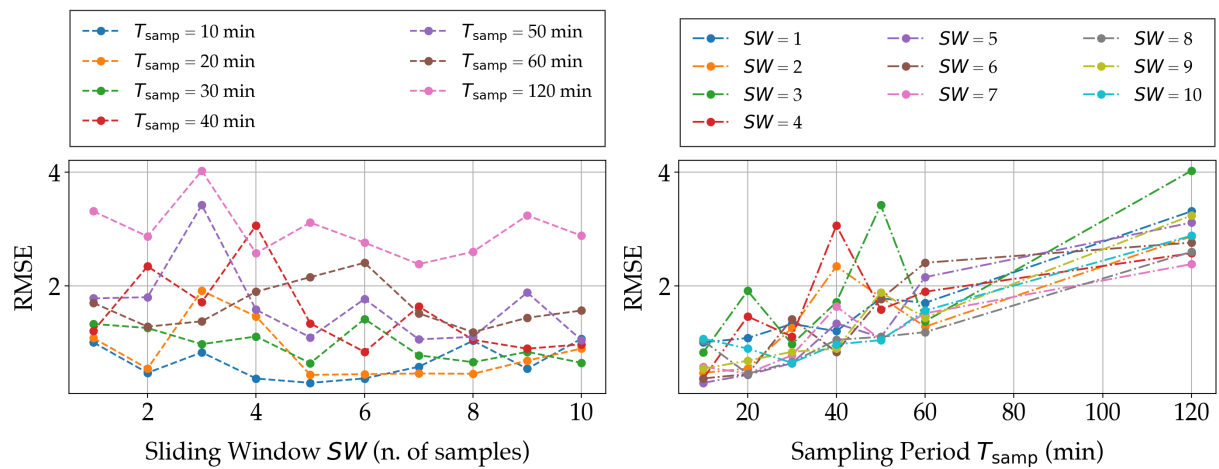 T_samp = 10 min
T_samp = 20 min
T_samp = 30 min
T_samp = 40 min
T_samp = 50 min
T_samp = 60 min
T_samp = 120 min
RMSE
4
2
2 4 6 8 10
Sliding Window SW (n. of samples)
SW = 1
SW = 2
SW = 3
SW = 4
SW = 5
SW = 6
SW = 7
SW = 8
SW = 9
SW = 10
RMSE
4
2
20 40 60 80 100 120
Sampling Period T_samp (min)